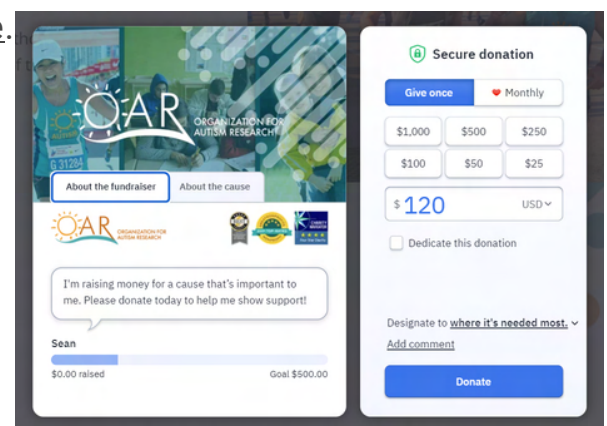 e.
OAR
ORGANIZATION FOR
AUTISM RESEARCH
G 31284
About the fundraiser
About the cause
OAR
ORGANIZATION FOR
AUTISM RESEARCH
I'm raising money for a cause that's important to
me. Please donate today to help me show support!
Sean
$0.00 raised
Goal $500.00
Secure donation
Give once
Monthly
$1,000
$500
$250
$100
$50
$25
$ 120
USD
Dedicate this donation
Designate to where it's needed most.
Add comment
Donate